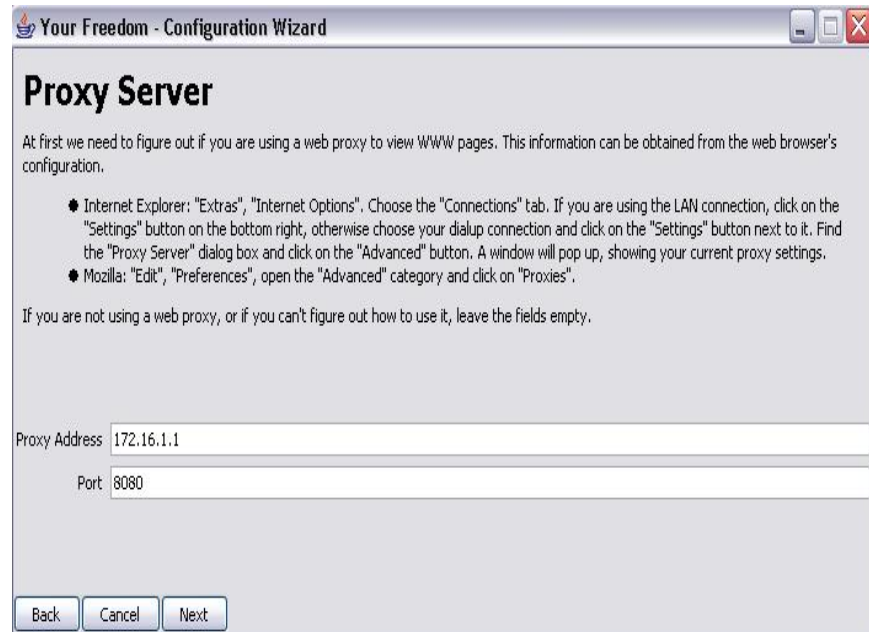 Your Freedom - Configuration Wizard
Proxy Server
At first we need to figure out if you are using a web proxy to view WWW pages. This information can be obtained from the web browser's
configuration.
Internet Explorer: "Extras", "Internet Options". Choose the "Connections" tab. If you are using the LAN connection, click on the
"Settings" button on the bottom right, otherwise choose your dialup connection and click on the "Settings" button next to it. Find
the "Proxy Server" dialog box and click on the "Advanced" button. A window will pop up, showing your current proxy settings.
Mozilla: "Edit", "Preferences", open the "Advanced" category and click on "Proxies".
If you are not using a web proxy, or if you can't figure out how to use it, leave the fields empty.
Proxy Address 172.16.1.1
Port 8080
Back Cancel Next